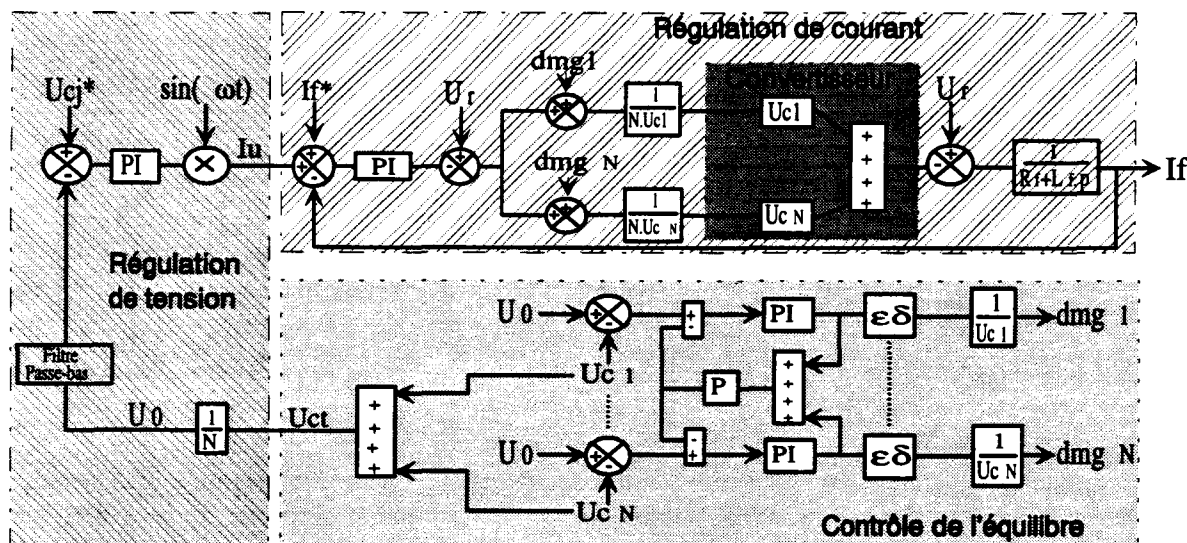 Régulation de courant
Ucj*
sin( ωt)
If*
dmg1
Convertisseur
+
-
PI
×
Iu
+
+
-
PI
Ur
1
N.Uc1
Uc1
+
+
+
+
Ur
1
Rf+Lf.p
If
dmg N
1
N.Uc N
Uc N
Régulation
de tension
Filtre
Passe-bas
U0
1
N
Uct
+
+
+
+
U0
+
-
Uc 1
+
-
PI
εδ
1
Uc 1
dmg 1
P
+
+
+
+
U0
+
-
Uc N
-
+
PI
εδ
1
Uc N
dmg N
Contrôle de l'équilibre